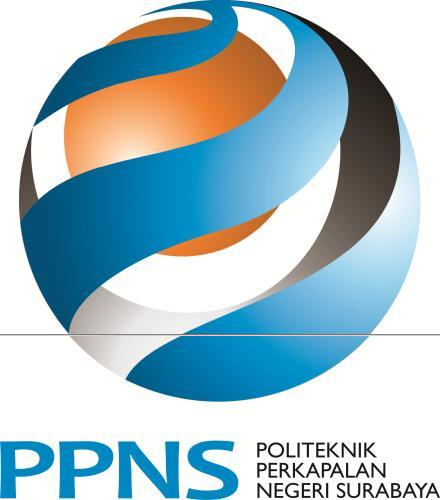 PPNS
POLITEKNIK
PERKAPALAN
NEGERI SURABAYA